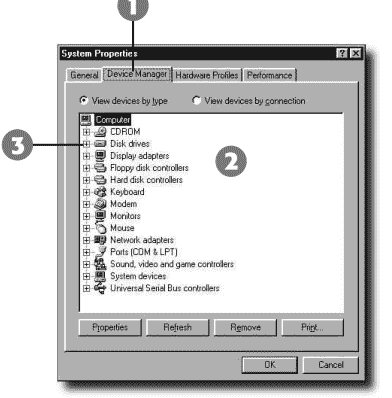 1
System Properties
General Device Manager Hardware Profiles Performance
View devices by type View devices by connection
Computer
CDROM
3 Disk drives
Display adapters 2
Floppy disk controllers
Hard disk controllers
Keyboard
Modem
Monitors
Mouse
Network adapters
Ports (COM & LPT)
Sound, video and game controllers
System devices
Universal Serial Bus controllers
Properties Refresh Remove Print...
OK Cancel